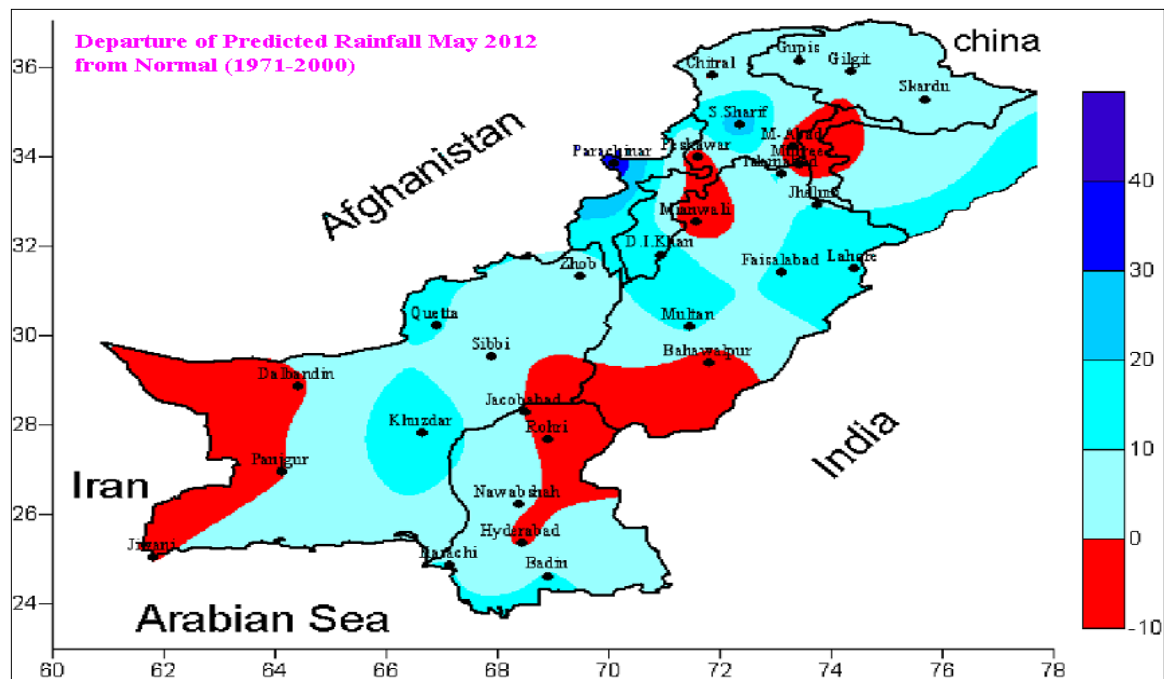 Departure of Predicted Rainfall May 2012
from Normal (1971-2000)
china
Gupis
Gilgit
Chitral
Skardu
S.Sharif
M-Abad
Peshawar
Parachinar
Afghanistan
Jhelum
Mianwali
D.I.Khan
Zhob
Faisalabad
Lahore
Quetta
Multan
Sibbi
Bahawalpur
Dalbandin
Jacobabad
Khuzdar
Rohri
India
Panjgur
Iran
Nawabshah
Hyderabad
Jiwani
Karachi
Badin
Arabian Sea
36
34
32
30
28
26
24
60 62 64 66 68 70 72 74 76 78
40
30
20
10
0
-10